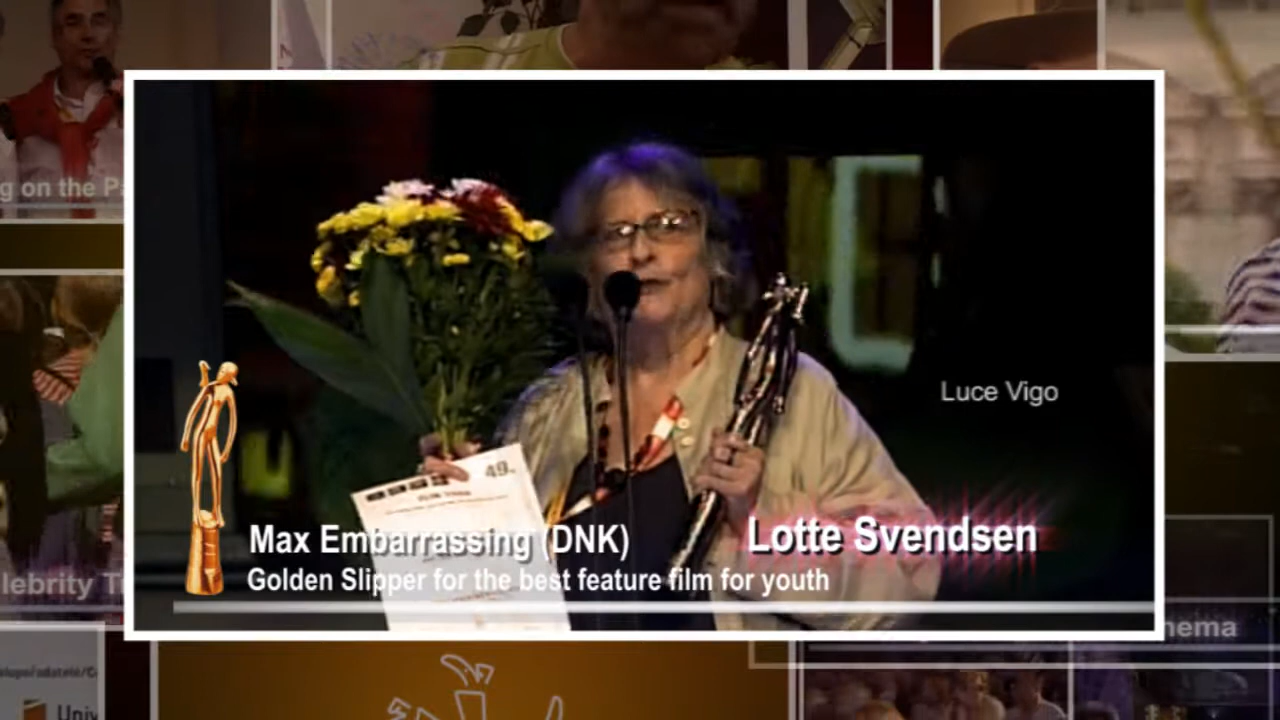 g on the P
Luce Vigo
49.
Max Embarrassing (DNK)
Lotte Svendsen
Golden Slipper for the best feature film for youth
lebrity T
nema
Univ